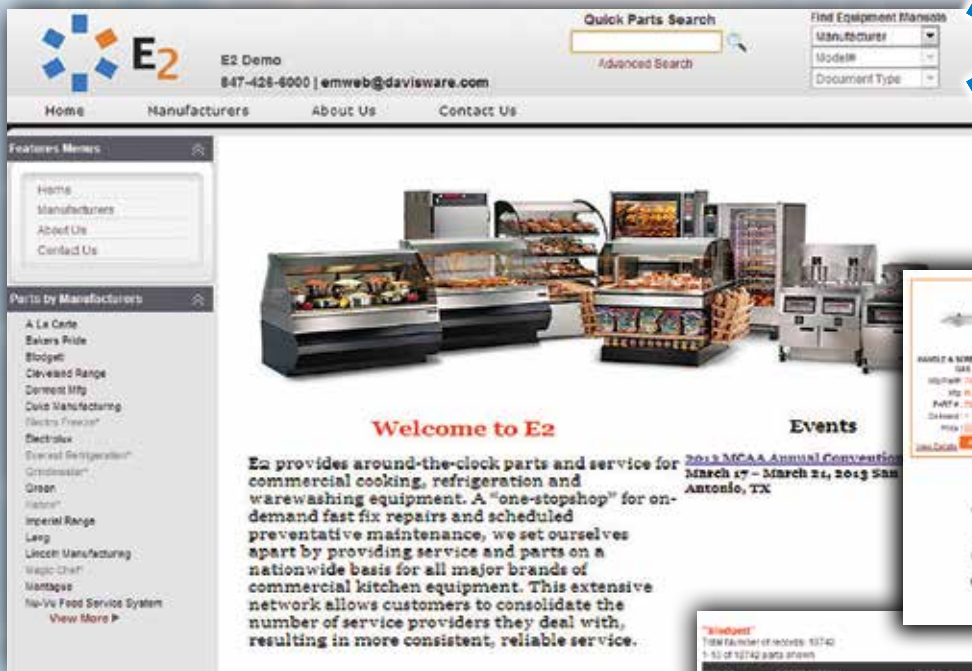 E2
E2 Demo
847-426-6000 | emweb@davisware.com
Quick Parts Search
Advanced Search
Find Equipment Manuals
Manufacturer
Model#
Document Type
Home Manufacturers About Us Contact Us
Features Menus
Home
Manufacturers
About Us
Contact Us
Parts by Manufacturers
A La Carte
Bakers Pride
Blodgett
Cleveland Range
Dormont Mfg
Duke Manufacturing
Electro Freeze*
Electrolux
Everest Refrigeration*
Grindmaster*
Groen
Imperial Range
Lang
Lincoln Manufacturing
Magic Chef*
Montague
Nu-Vu Food Service System
View More
Welcome to E2
E2 provides around-the-clock parts and service for
commercial cooking, refrigeration and
warewashing equipment. A “one-stopshop” for on-
demand fast fix repairs and scheduled
preventative maintenance, we set ourselves
apart by providing service and parts on a
nationwide basis for all major brands of
commercial kitchen equipment. This extensive
network allows customers to consolidate the
number of service providers they deal with,
resulting in more consistent, reliable service.
Events
2013 MCAA Annual Convention
March 17 – March 21, 2013 San
Antonio, TX
View Details
"blodgett"
Total Number of records: 10742
1-10 of 10742 parts shown